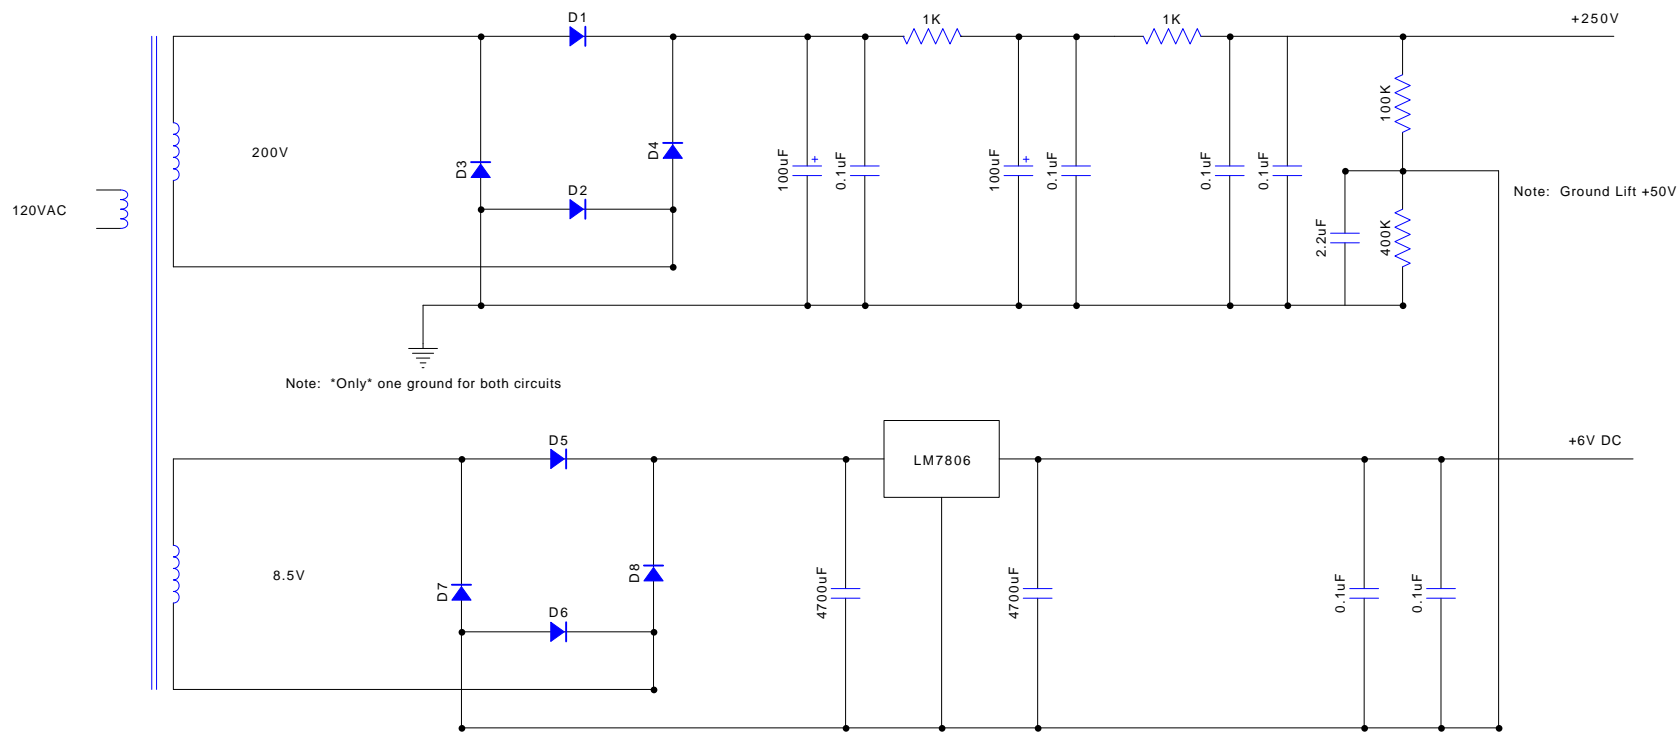 D1
1K
1K
+250V
100K
200V
D4
D3
100uF
0.1uF
100uF
0.1uF
0.1uF
0.1uF
D2
Note: Ground Lift +50V
120VAC
2.2uF
400K
Note: *Only* one ground for both circuits
D5
+6V DC
LM7806
8.5V
D8
D7
4700uF
4700uF
0.1uF
0.1uF
D6